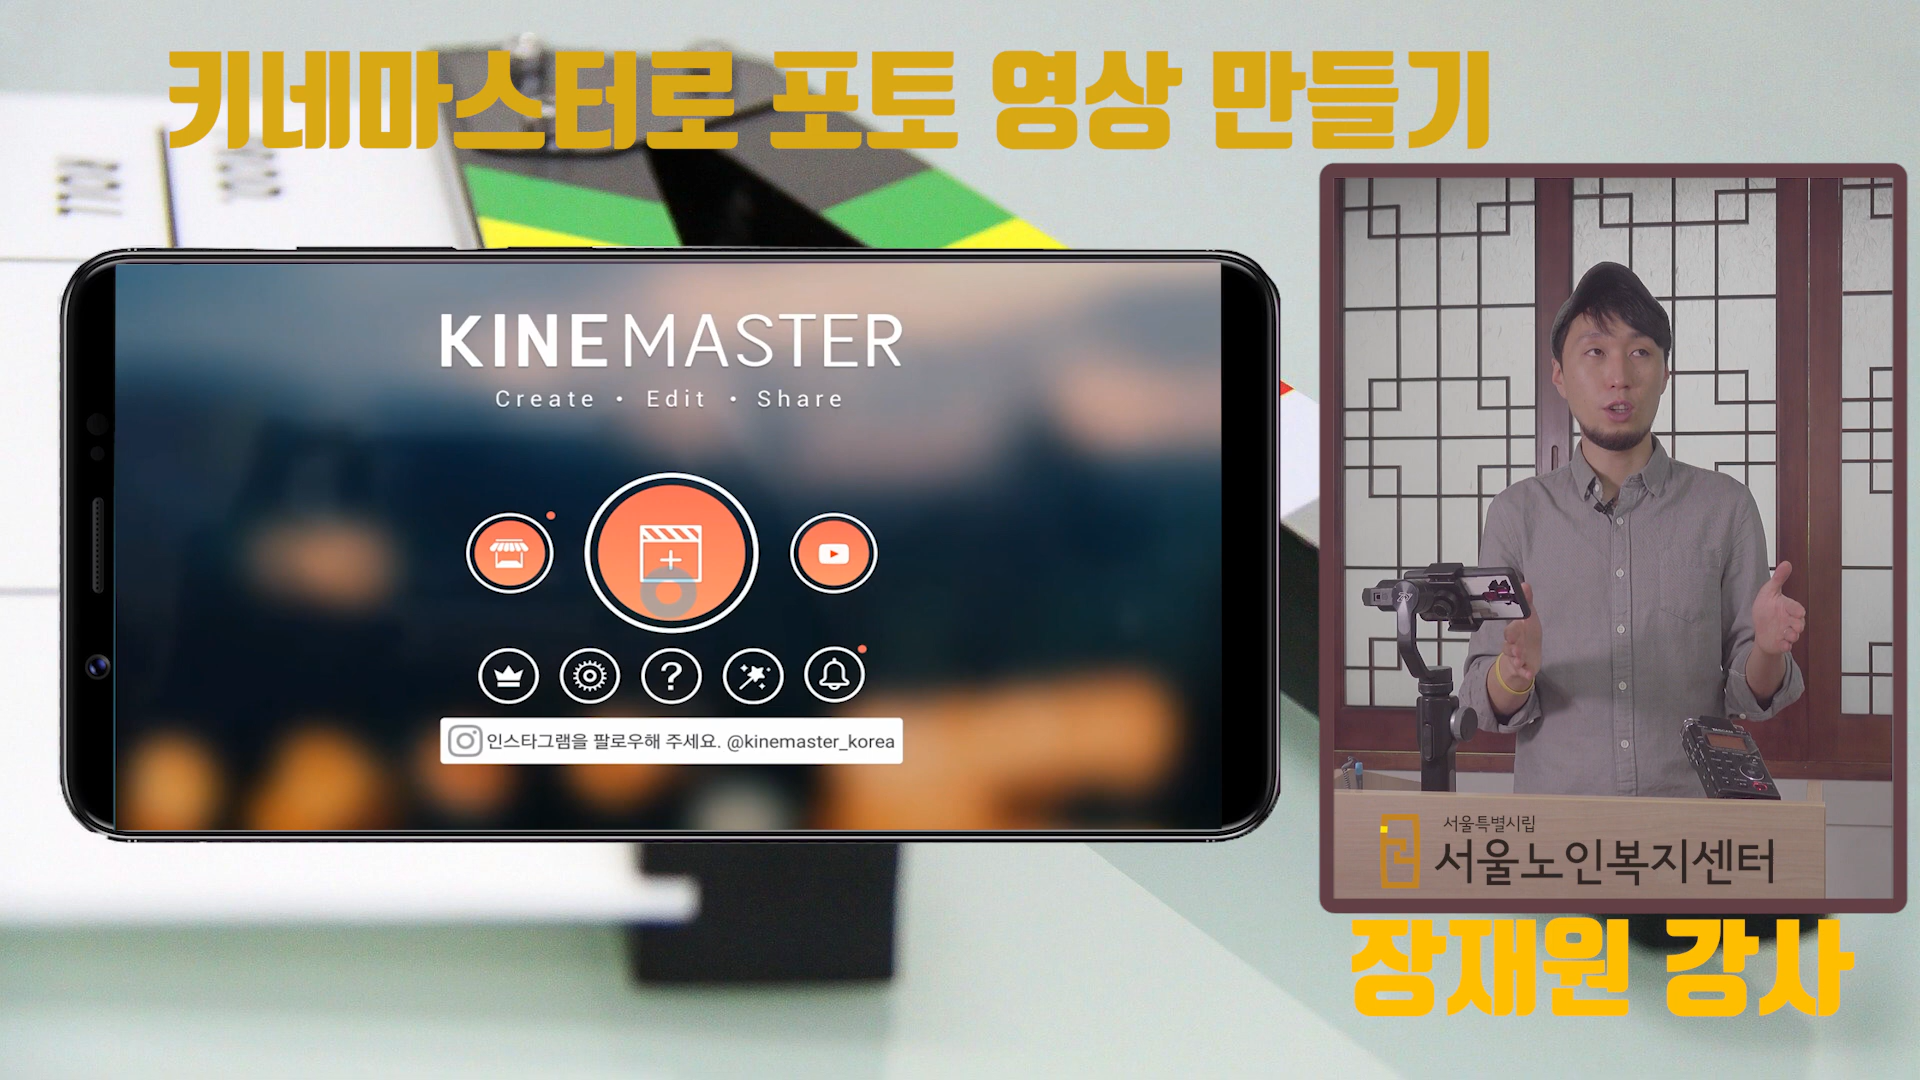 키네마스터로 포토 영상 만들기
KINEMASTER
Create • Edit • Share
인스타그램을 팔로우해 주세요. @kinemaster_korea
서울특별시립
서울노인복지센터
장재원 강사